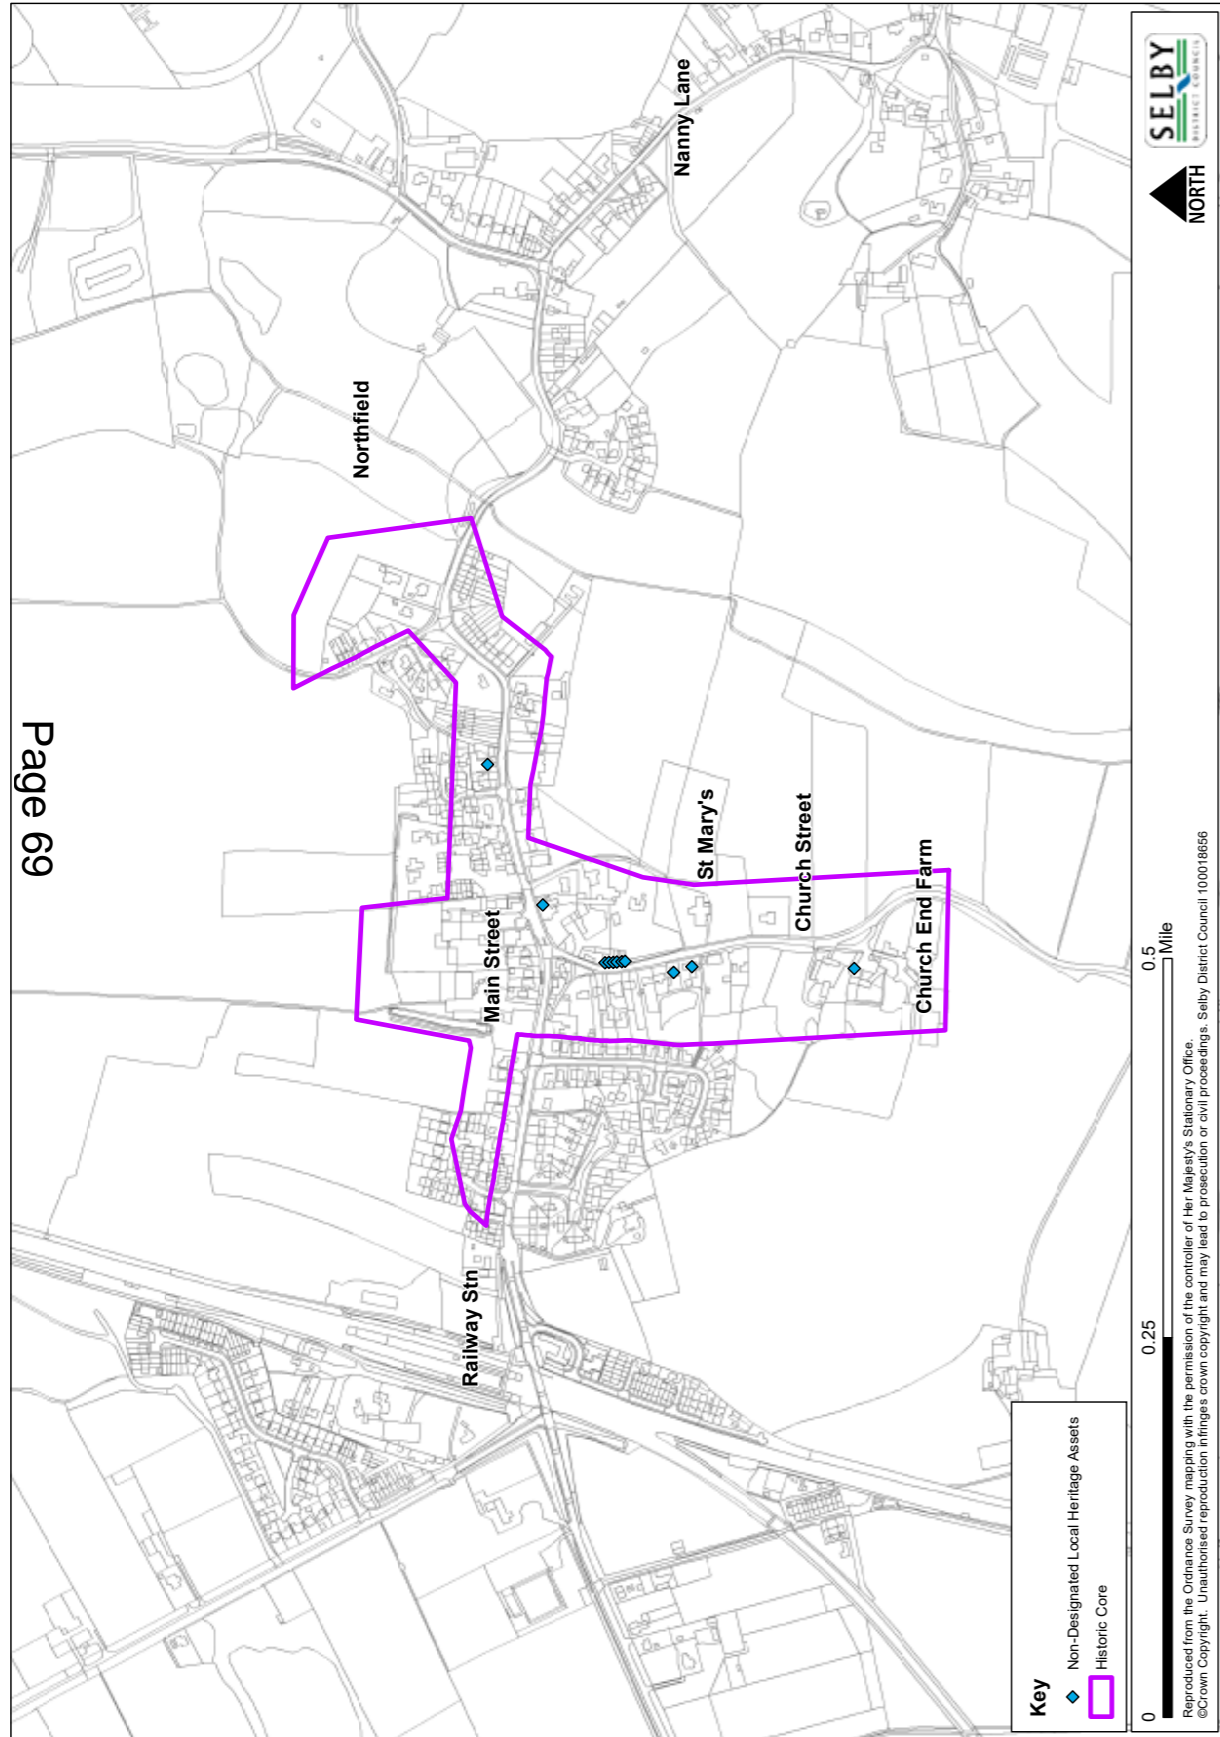 Northfield
Nanny Lane
Main Street
St Mary's
Church Street
Church End Farm
Railway Stn
Key
Non-Designated Local Heritage Assets
Historic Core
0
0.25
0.5
Mile
Reproduced from the Ordnance Survey mapping with the permission of the controller of Her Majesty's Stationary Office.
©Crown Copyright. Unauthorised reproduction infringes crown copyright and may lead to prosecution or civil proceedings. Selby District Council 100018656
NORTH
SELBY
DISTRICT COUNCIL
Page 69